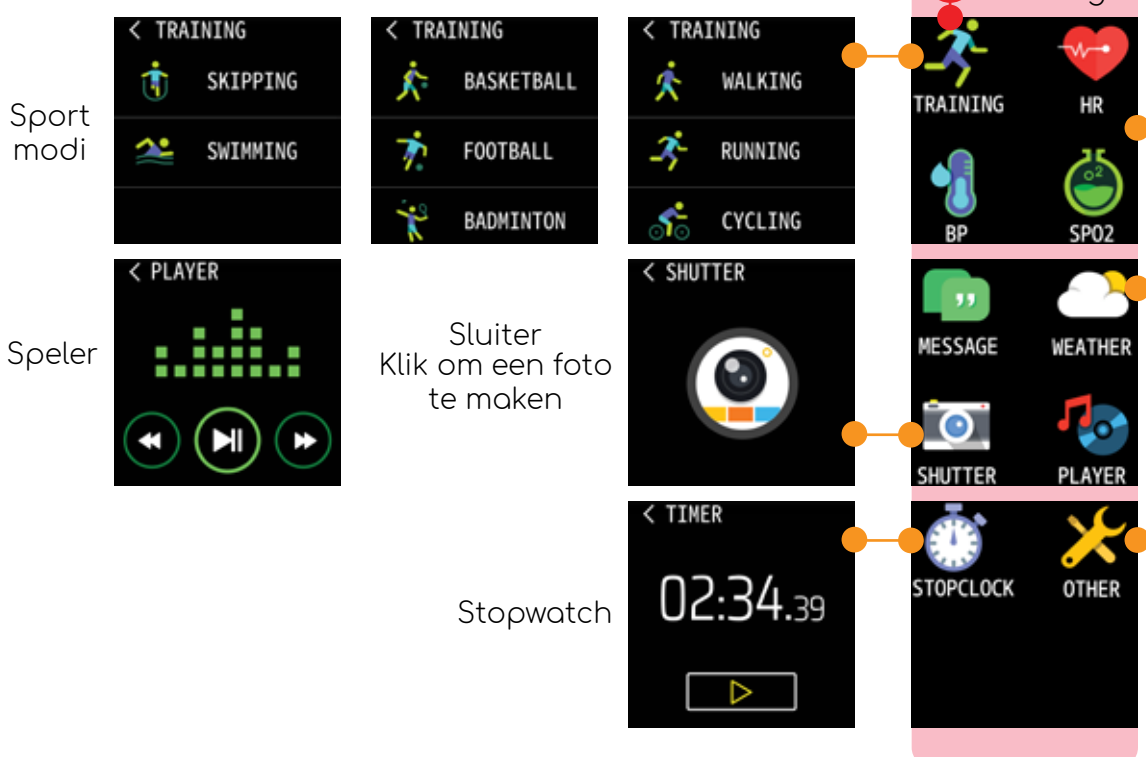 g
Sport
modi
< TRAINING
SKIPPING
SWIMMING
< TRAINING
BASKETBALL
FOOTBALL
BADMINTON
< TRAINING
WALKING
RUNNING
CYCLING
TRAINING
HR
O2
BP
SPO2
Speler
< PLAYER
Sluiter
Klik om een foto
te maken
< SHUTTER
MESSAGE
WEATHER
SHUTTER
PLAYER
Stopwatch
< TIMER
02:34.39
STOPCLOCK
OTHER